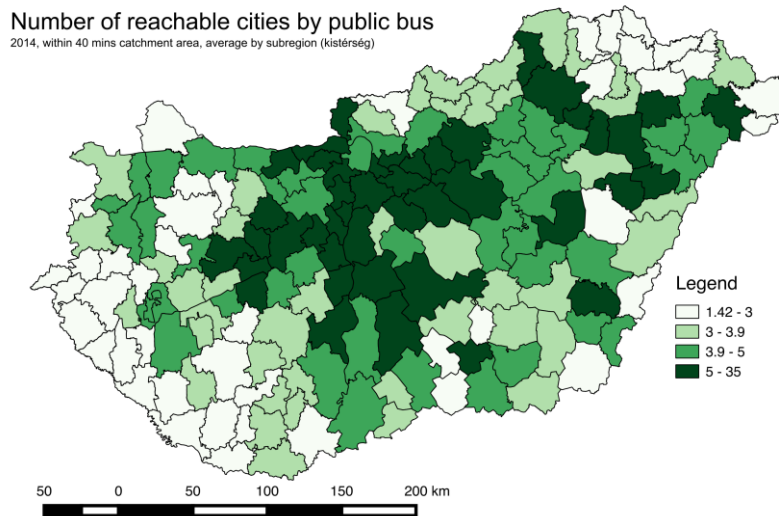 Number of reachable cities by public bus
2014, within 40 mins catchment area, average by subregion (kistérség)
Legend
1.42 - 3
3 - 3.9
3.9 - 5
5 - 35
50 0 50 100 150 200 km